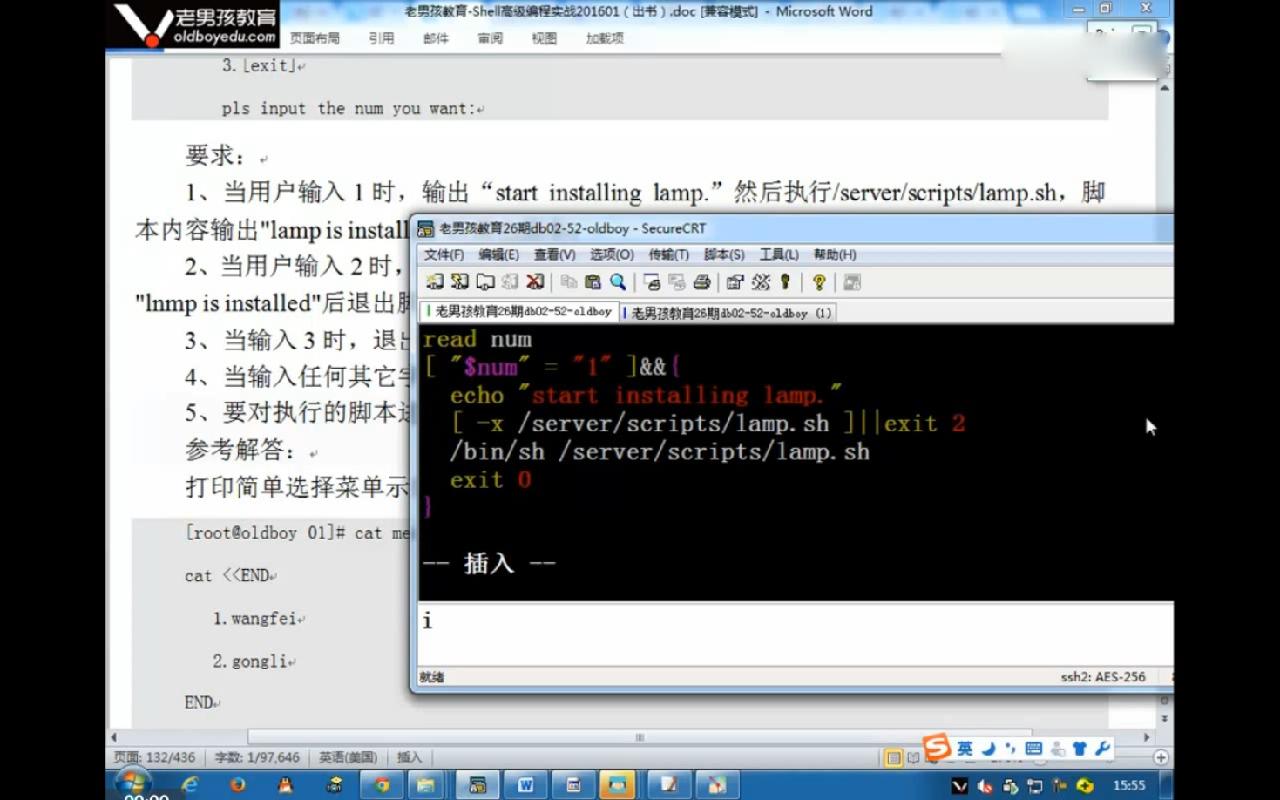 老男孩教育
oldboyedu.com
老男孩教育-Shell高级编程实战201601（出书）.doc [兼容模式] - Microsoft Word
页面布局 引用 邮件 审阅 视图 加载项
3.[exit]
pls input the num you want:
要求：
1、当用户输入 1 时，输出“start installing lamp.”然后执行/server/scripts/lamp.sh，脚
本内容输出"lamp is install
2、当用户输入 2 时，
"lnmp is installed"后退出脚
3、当输入 3 时，退出
4、当输入任何其它字
5、要对执行的脚本进
参考解答：
打印简单选择菜单示
[root@oldboy 01]# cat me
cat <<END
1.wangfei
2.gongli
END
老男孩教育26期db02-52-oldboy - SecureCRT
文件(F) 编辑(E) 查看(V) 选项(O) 传输(T) 脚本(S) 工具(L) 帮助(H)
老男孩教育26期db02-52-oldboy 老男孩教育26期db02-52-oldboy (1)
read num
[ "$num" = "1" ]&&{
echo "start installing lamp."
[ -x /server/scripts/lamp.sh ]||exit 2
/bin/sh /server/scripts/lamp.sh
exit 0
}
-- 插入 --
i
就绪 ssh2: AES-256
页面: 132/436 字数: 1/97,646 英语(美国) 插入
英
15:55